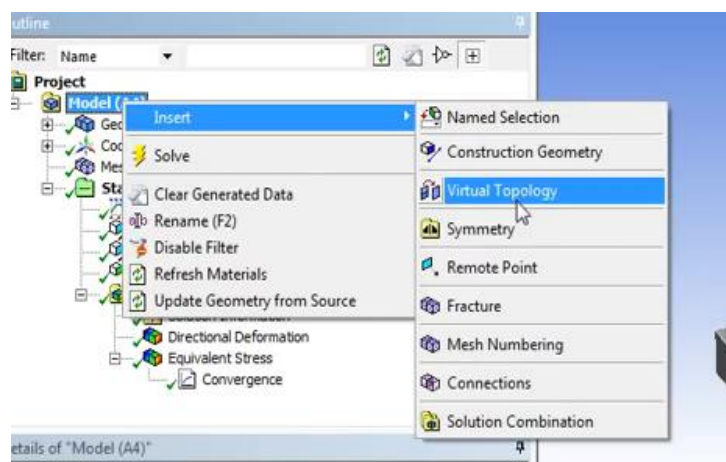 utline
Filter: Name
Project
Model (A4)
Insert
Solve
Clear Generated Data
Rename (F2)
Disable Filter
Refresh Materials
Update Geometry from Source
Directional Deformation
Equivalent Stress
Convergence
Named Selection
Construction Geometry
Virtual Topology
Symmetry
Remote Point
Fracture
Mesh Numbering
Connections
Solution Combination
etails of "Model (A4)"